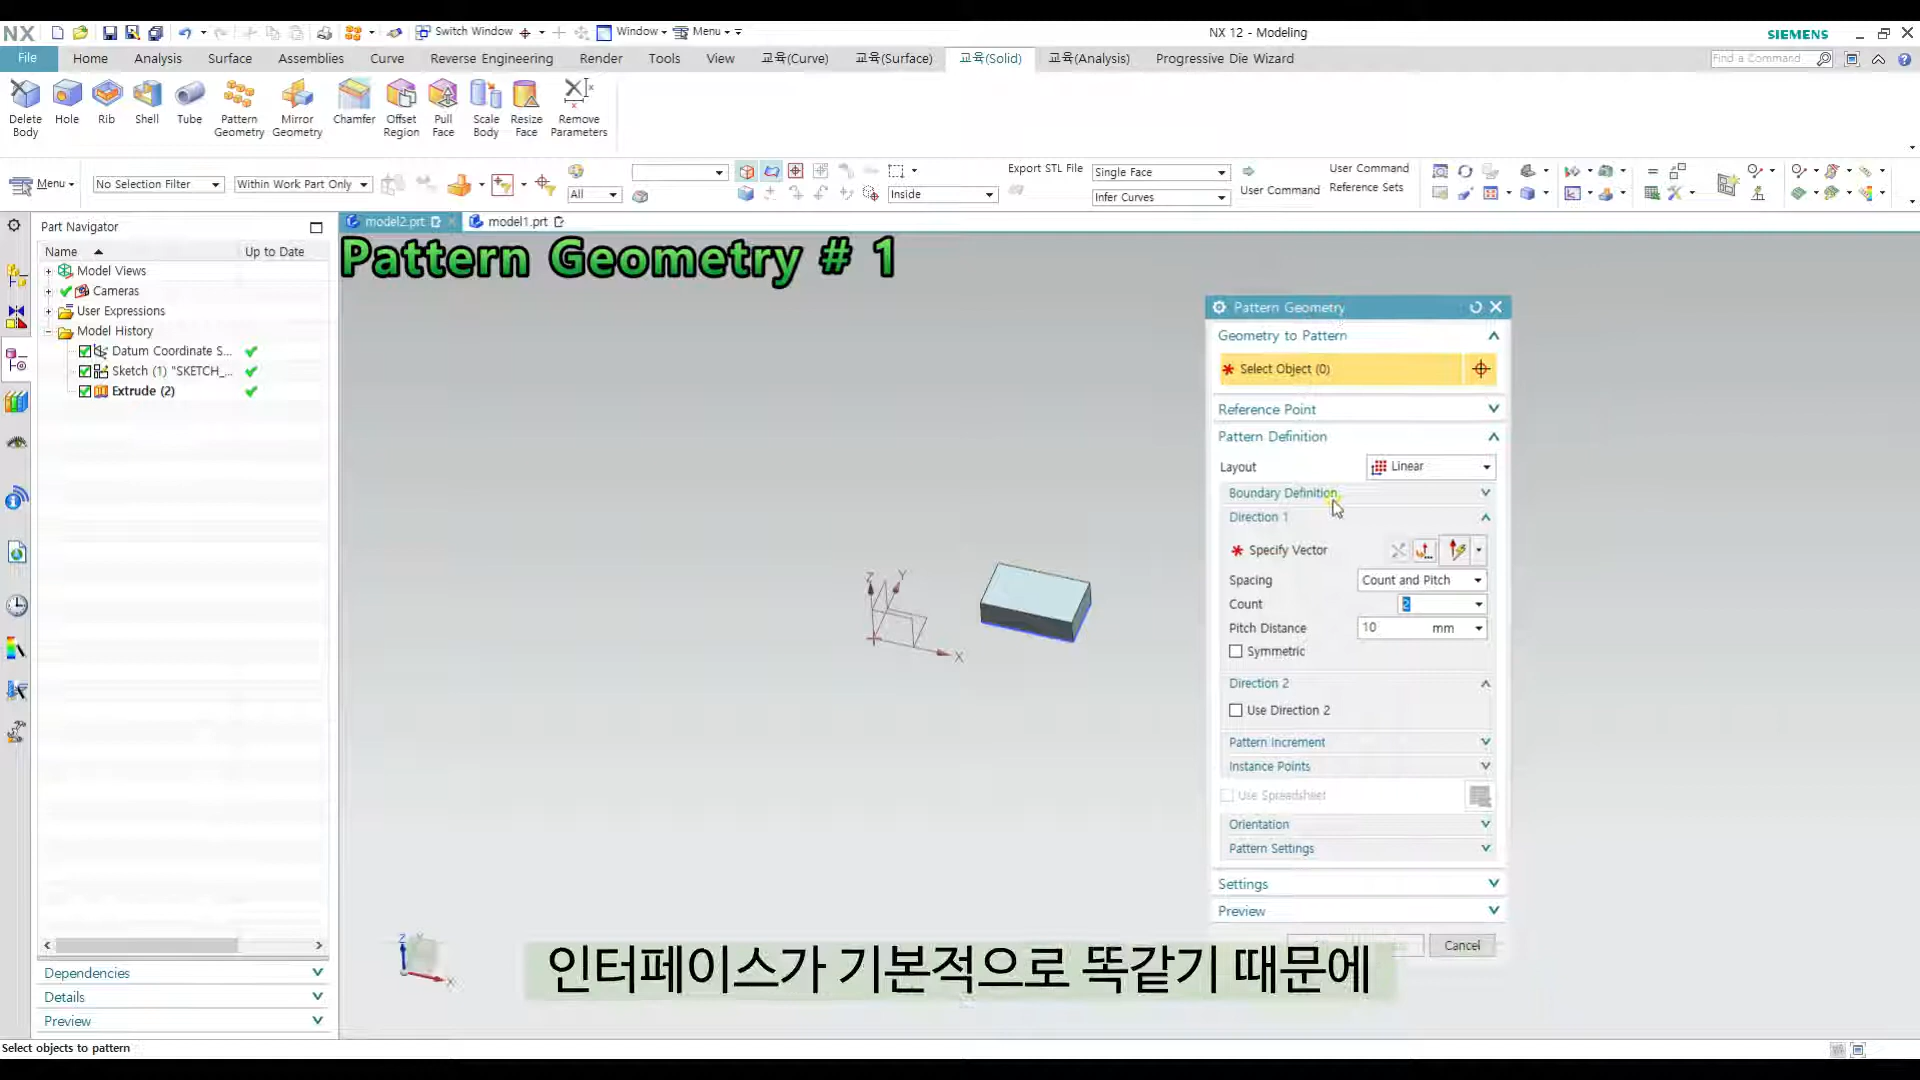 NX
Switch Window
Window
Menu
NX 12 - Modeling
SIEMENS
File
Home
Analysis
Surface
Assemblies
Curve
Reverse Engineering
Render
Tools
View
교육(Curve)
교육(Surface)
교육(Solid)
교육(Analysis)
Progressive Die Wizard
Find a Command
Delete Body
Hole
Rib
Shell
Tube
Pattern Geometry
Mirror Geometry
Chamfer
Offset Region
Pull Face
Scale Body
Resize Face
Remove Parameters
Menu
No Selection Filter
Within Work Part Only
All
Inside
Export STL File
Single Face
Infer Curves
User Command
User Command
Reference Sets
Part Navigator
model2.prt
model1.prt
Name
Up to Date
Model Views
Cameras
User Expressions
Model History
Datum Coordinate S...
Sketch (1) "SKETCH_...
Extrude (2)
Dependencies
Details
Preview
Pattern Geometry # 1
Z
Y
X
Z
Y
X
Pattern Geometry
Geometry to Pattern
* Select Object (0)
Reference Point
Pattern Definition
Layout
Linear
Boundary Definition
Direction 1
* Specify Vector
Spacing
Count and Pitch
Count
2
Pitch Distance
10 mm
Symmetric
Direction 2
Use Direction 2
Pattern Increment
Instance Points
Use Spreadsheet
Orientation
Pattern Settings
Settings
Preview
Cancel
인터페이스가 기본적으로 똑같기 때문에
Select objects to pattern